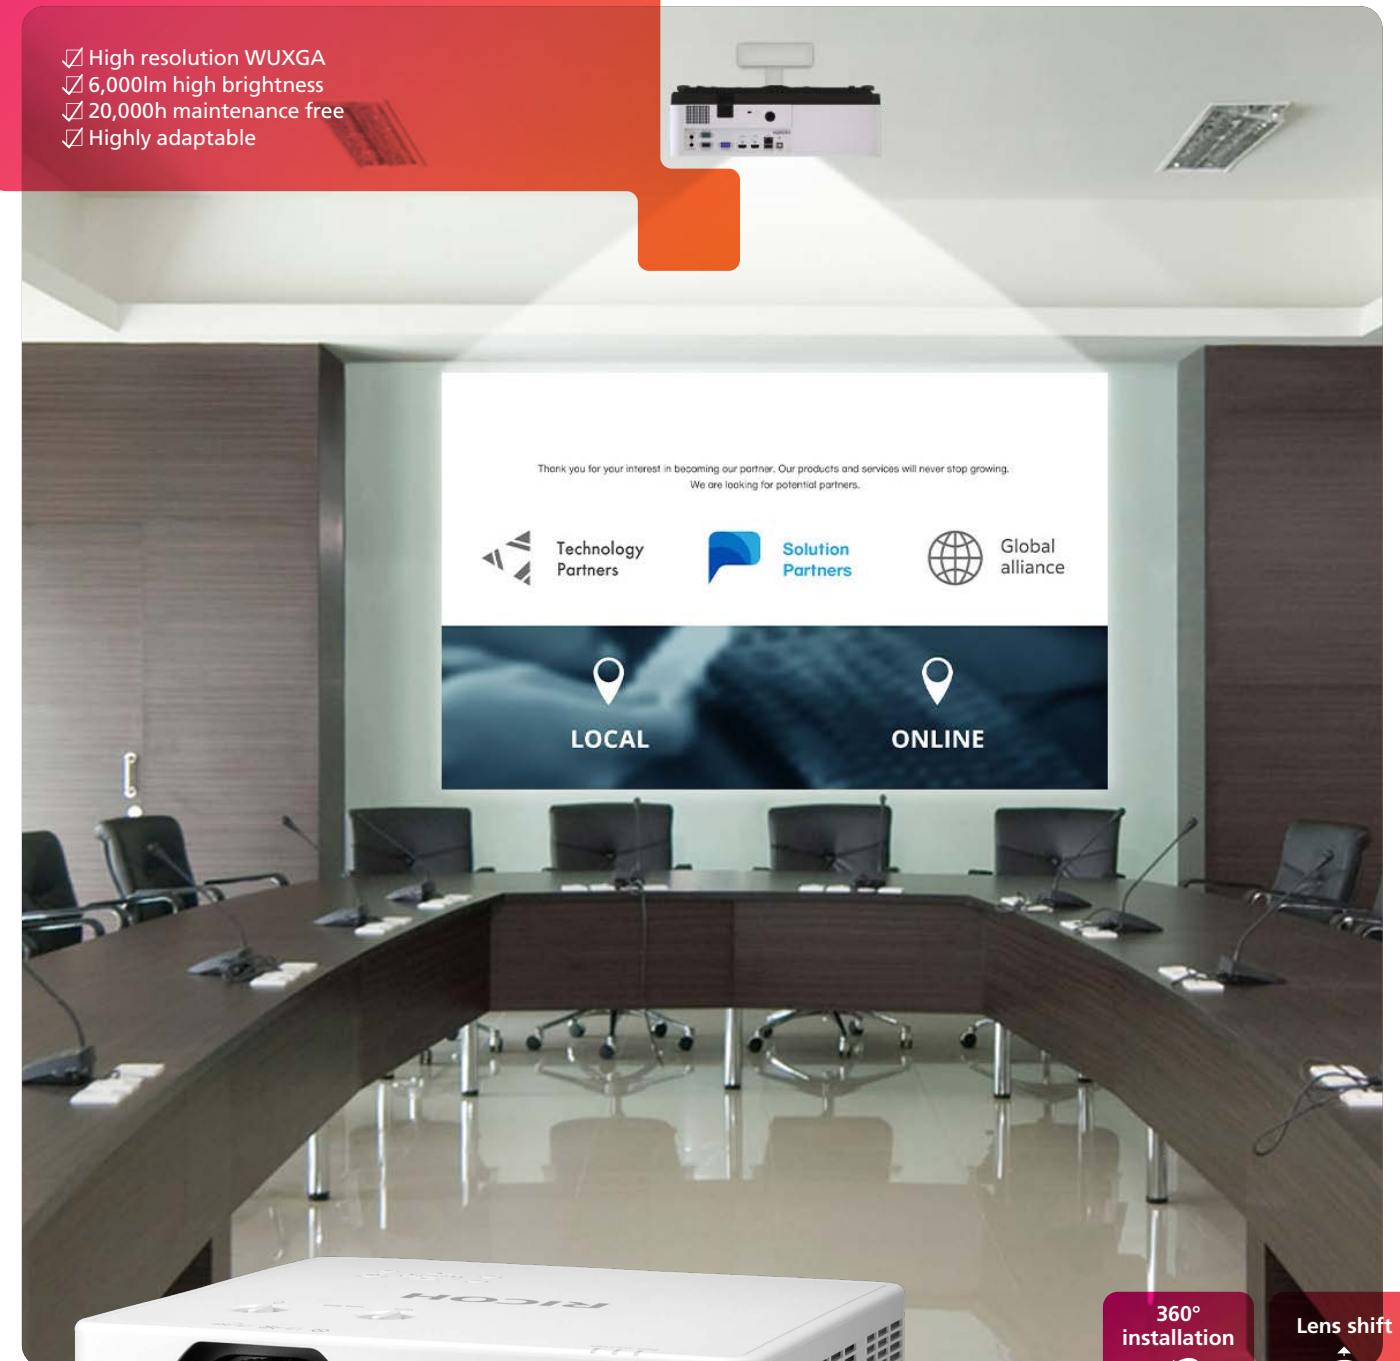 High resolution WUXGA
6,000lm high brightness
20,000h maintenance free
Highly adaptable
Thank you for your interest in becoming our partner. Our products and services will never stop growing.
We are looking for potential partners.
Technology
Partners
Solution
Partners
Global
alliance
LOCAL
ONLINE
RICOH
360°
installation
Lens shift